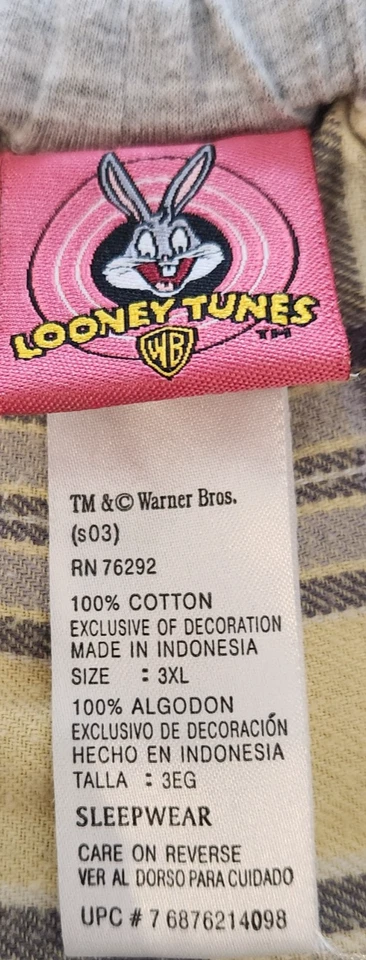 LOONEY TUNES
WB TM
TM & © Warner Bros.
(s03)
RN 76292
100% COTTON
EXCLUSIVE OF DECORATION
MADE IN INDONESIA
SIZE : 3XL
100% ALGODON
EXCLUSIVO DE DECORACIÓN
HECHO EN INDONESIA
TALLA : 3EG
SLEEPWEAR
CARE ON REVERSE
VER AL DORSO PARA CUIDADO
UPC # 7 6876214098